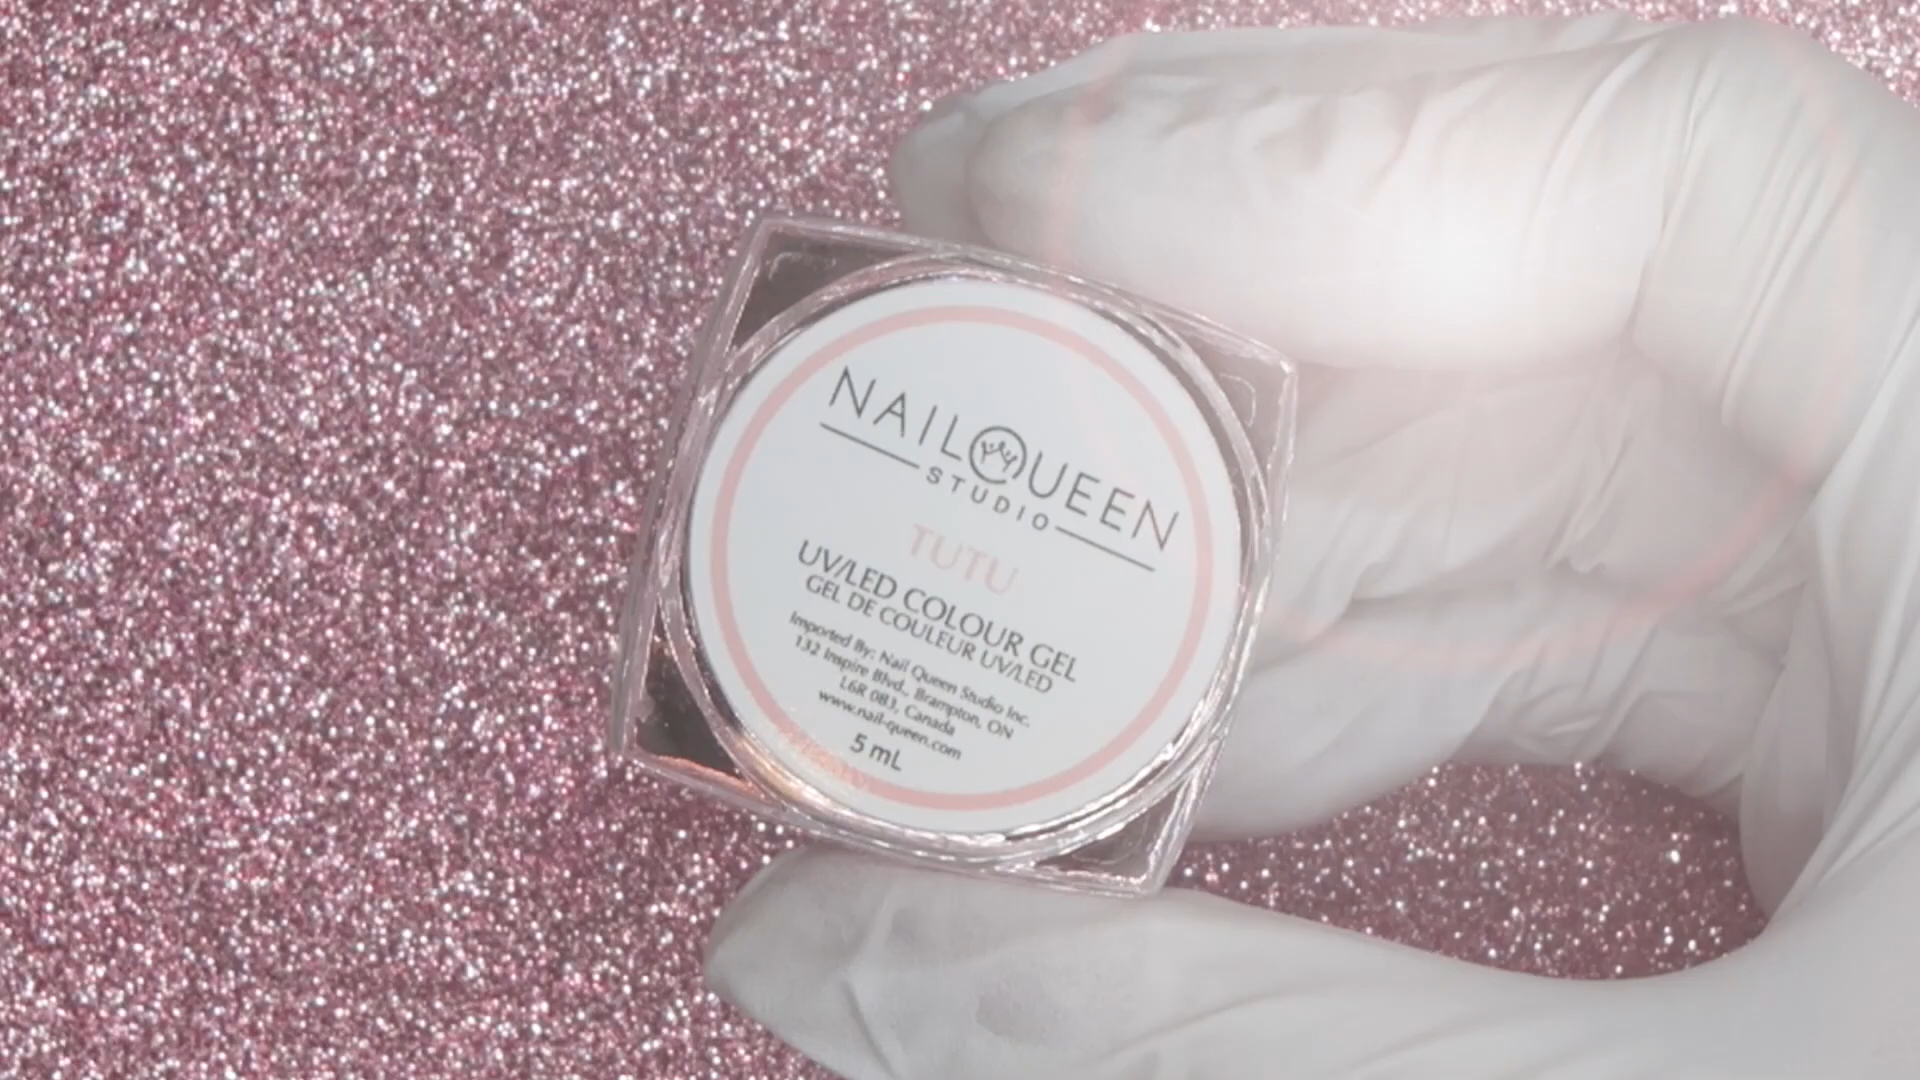 NAILQUEEN
STUDIO
TUTU
UV/LED COLOUR GEL
GEL DE COULEUR UV/LED
Imported By: Nail Queen Studio Inc.
132 Inspire Blvd., Brampton, ON
L6R 0B3, Canada
www.nail-queen.com
5 mL